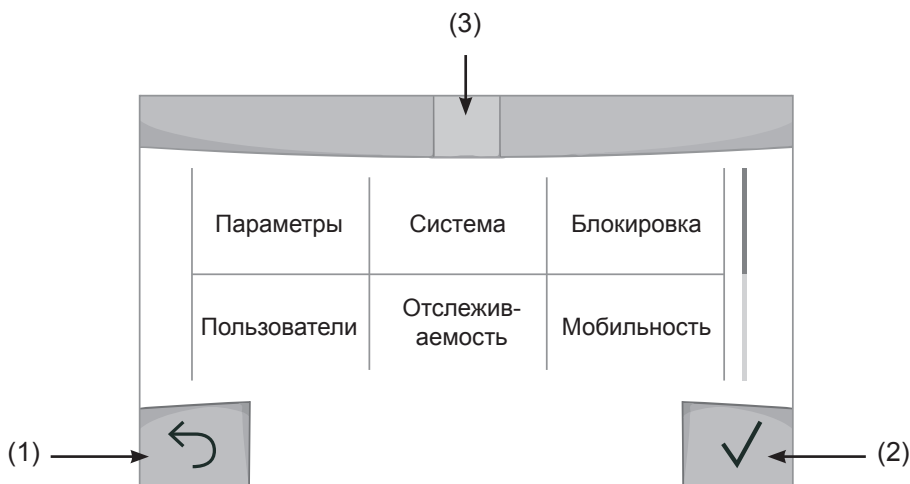 (3)
Параметры
Система
Блокировка
Пользователи
Отслежив-
аемость
Мобильность
(1)
(2)